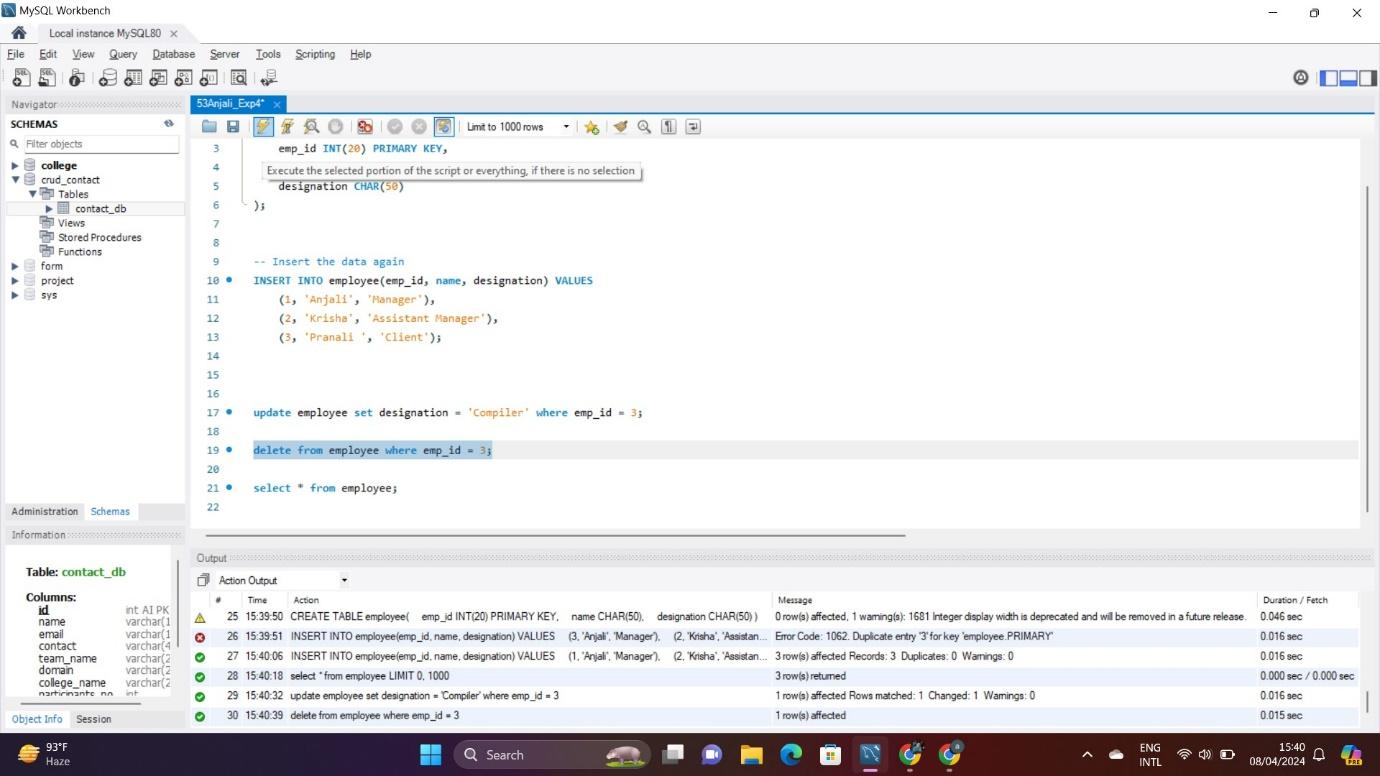 MySQL Workbench
Local instance MySQL80
File Edit View Query Database Server Tools Scripting Help
Navigator
SCHEMAS
Filter objects
college
crud_contact
Tables
contact_db
Views
Stored Procedures
Functions
form
project
sys
Administration Schemas
Information
Table: contact_db
Columns:
id int AI PK
name varchar(1
email varchar(1
contact varchar(4
team_name varchar(2
domain varchar(2
college_name varchar(2
participants_no int
Object Info Session
53Anjali_Exp4*
Limit to 1000 rows
3 emp_id INT(20) PRIMARY KEY,
4
Execute the selected portion of the script or everything, if there is no selection
5 designation CHAR(50)
6 );
7
8
9 -- Insert the data again
10 INSERT INTO employee(emp_id, name, designation) VALUES
11 (1, 'Anjali', 'Manager'),
12 (2, 'Krisha', 'Assistant Manager'),
13 (3, 'Pranali ', 'Client');
14
15
16
17 update employee set designation = 'Compiler' where emp_id = 3;
18
19 delete from employee where emp_id = 3;
20
21 select * from employee;
22
Output
Action Output
# Time Action Message Duration / Fetch
25 15:39:50 CREATE TABLE employee( emp_id INT(20) PRIMARY KEY, name CHAR(50), designation CHAR(50) ) 0 row(s) affected, 1 warning(s): 1681 Integer display width is deprecated and will be removed in a future release. 0.046 sec
26 15:39:51 INSERT INTO employee(emp_id, name, designation) VALUES (3, 'Anjali', 'Manager'), (2, 'Krisha', 'Assistan... Error Code: 1062. Duplicate entry '3' for key 'employee.PRIMARY' 0.016 sec
27 15:40:06 INSERT INTO employee(emp_id, name, designation) VALUES (1, 'Anjali', 'Manager'), (2, 'Krisha', 'Assistan... 3 row(s) affected Records: 3 Duplicates: 0 Warnings: 0 0.016 sec
28 15:40:18 select * from employee LIMIT 0, 1000 3 row(s) returned 0.000 sec / 0.000 sec
29 15:40:32 update employee set designation = 'Compiler' where emp_id = 3 1 row(s) affected Rows matched: 1 Changed: 1 Warnings: 0 0.016 sec
30 15:40:39 delete from employee where emp_id = 3 1 row(s) affected 0.015 sec
93°F
Haze
Search
ENG
INTL
15:40
08/04/2024
PRE